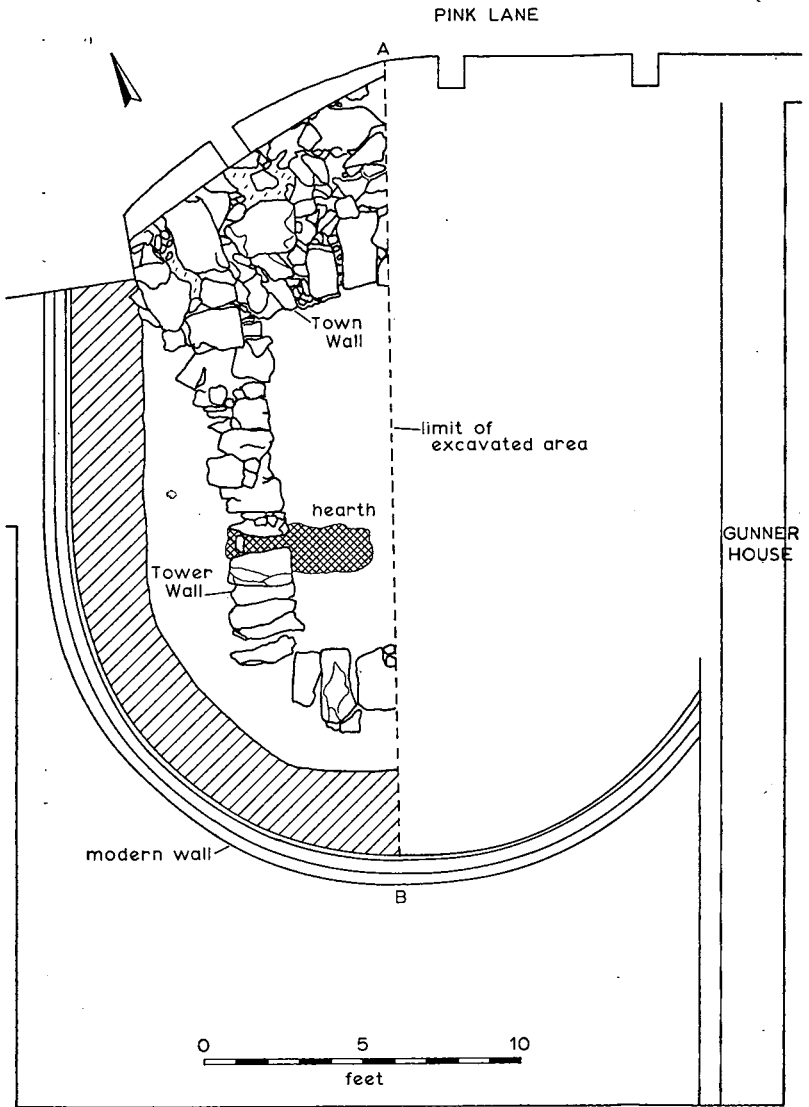 PINK LANE
A
Town
Wall
limit of
excavated area
hearth
GUNNER
HOUSE
Tower
Wall
modern wall
B
0 5 10
feet